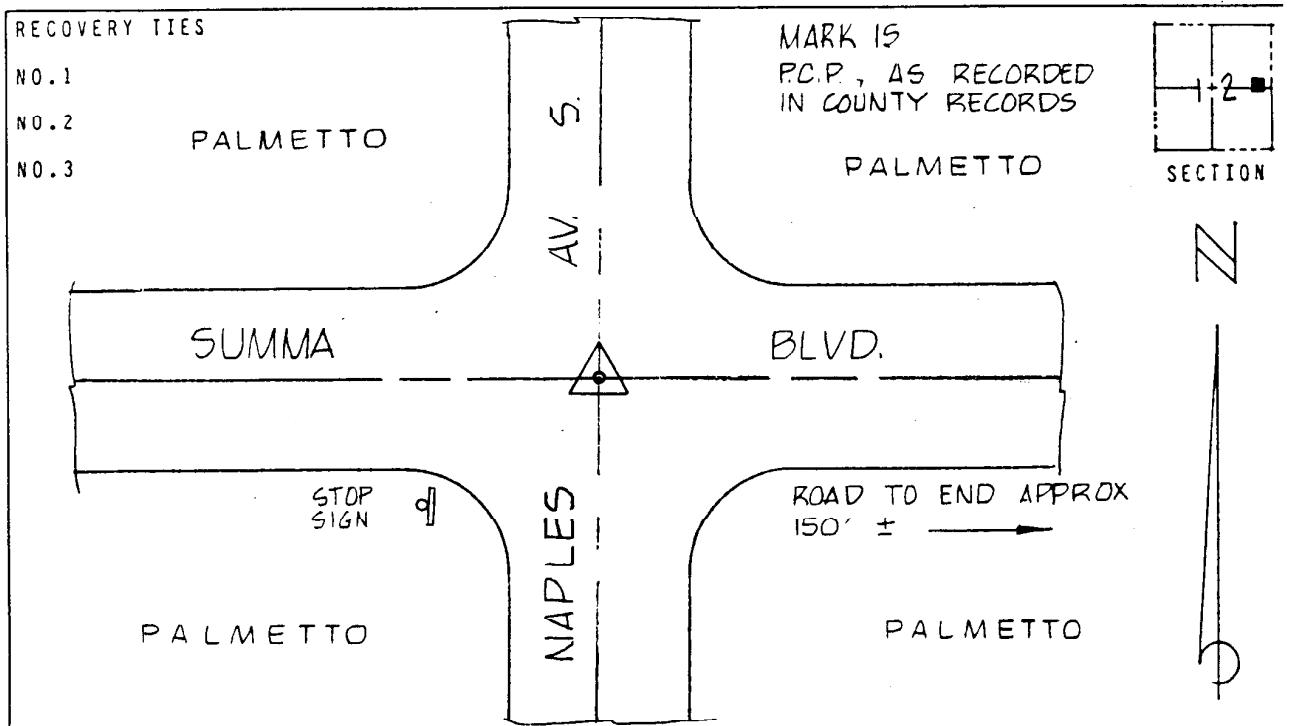 RECOVERY TIES
NO.1
NO.2
NO.3
MARK IS
P.C.P., AS RECORDED
IN COUNTY RECORDS
2
SECTION
PALMETTO
PALMETTO
NAPLES AV. S.
N
SUMMA BLVD.
STOP
SIGN
ROAD TO END APPROX
150' ±
PALMETTO
PALMETTO